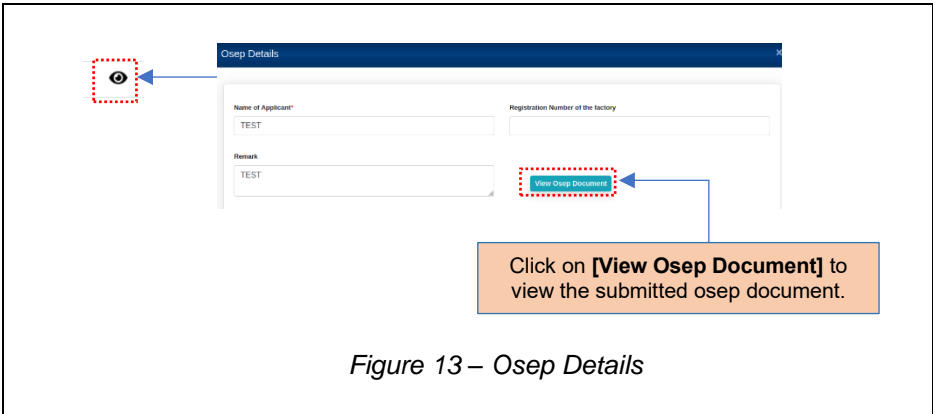 Osep Details
×
Name of Applicant*
Registration Number of the factory
TEST
Remark
TEST
View Osep Document
Click on [View Osep Document] to
view the submitted osep document.
Figure 13 – Osep Details